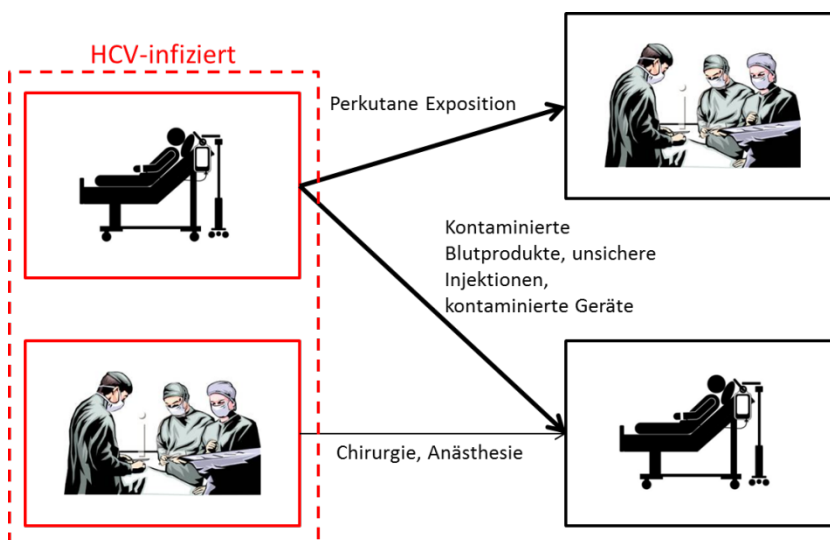 HCV-infiziert
Perkutane Exposition
Kontaminierte
Blutprodukte, unsichere
Injektionen,
kontaminierte Geräte
Chirurgie, Anästhesie